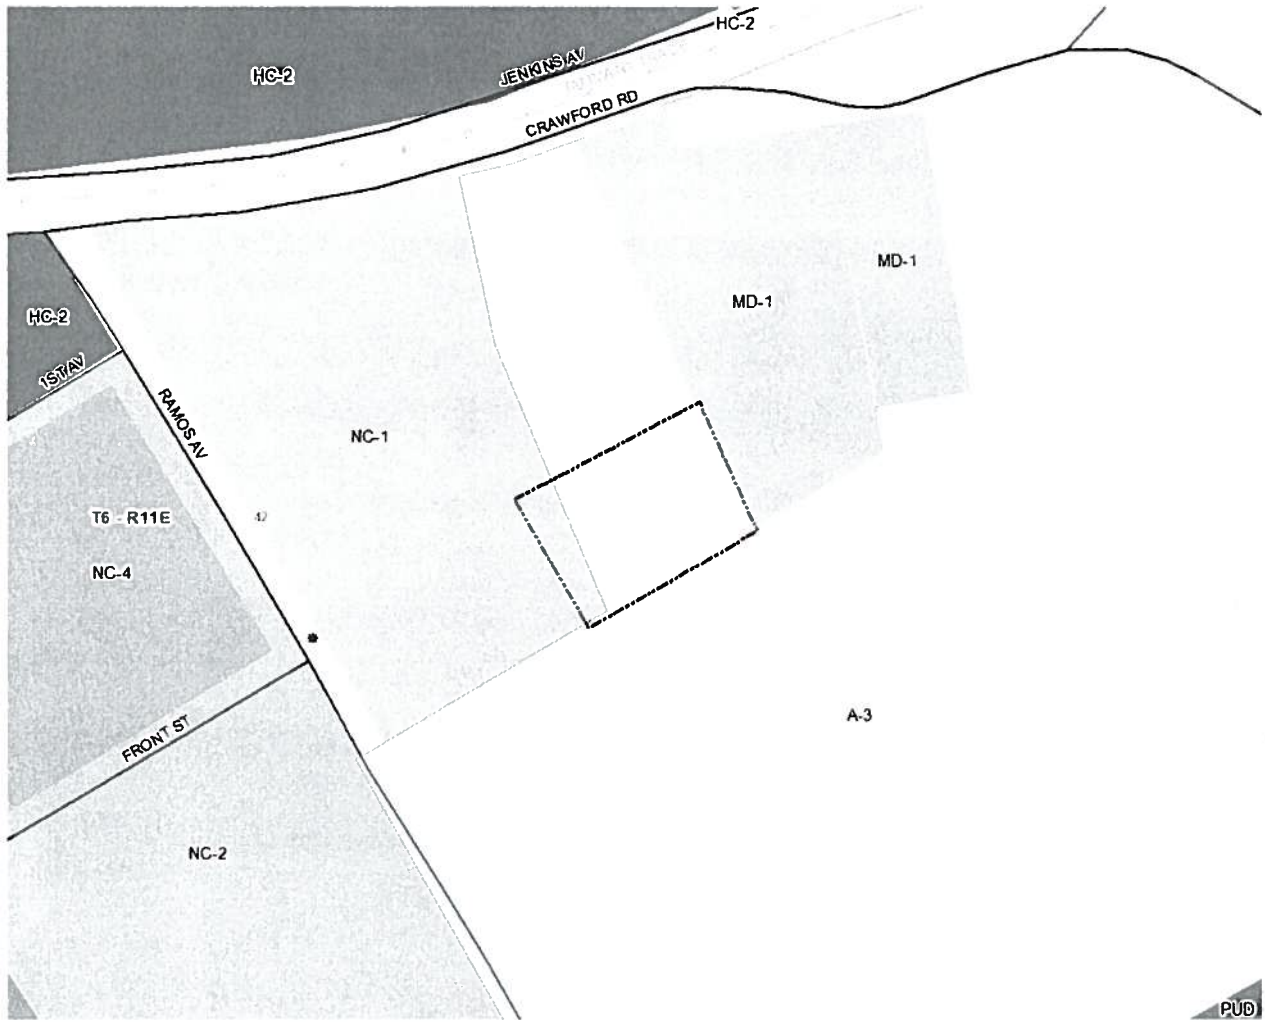 HC-2
HC-2
JENKINS AV
CRAWFORD RD
MD-1
MD-1
HC-2
1ST AV
RAMOS AV
NC-1
T6 - R11E
42
NC-4
A-3
FRONT ST
NC-2
PUD